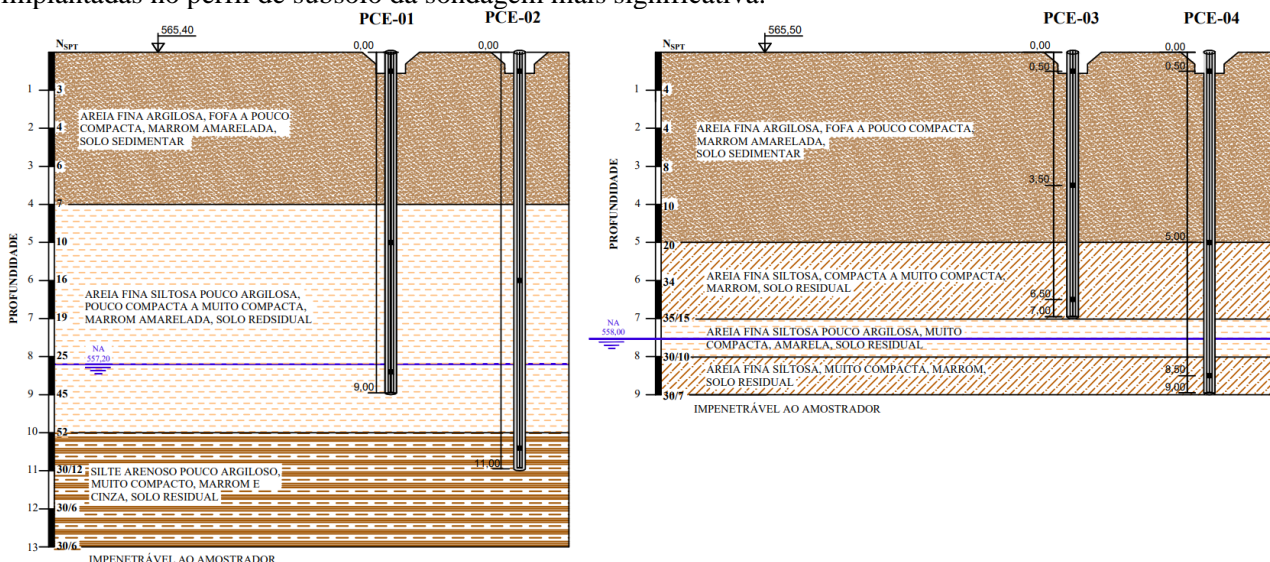 implantadas no perfil de subsolo da sondagem mais significativa.
PCE-01
PCE-02
NSPT
565,40
0,00
0,00
1
3
AREIA FINA ARGILOSA, FOFA A POUCO
2
4
COMPACTA, MARROM AMARELADA,
SOLO SEDIMENTAR
3
6
4
7
5
10
6
16
AREIA FINA SILTOSA POUCO ARGILOSA,
POUCO COMPACTA A MUITO COMPACTA,
7
19
MARROM AMARELADA, SOLO REDSIDUAL
PROFUNDIDADE
NA
557,20
8
25
9
45
9,00
10
52
11
30/12
SILTE ARENOSO POUCO ARGILOSO,
11,00
MUITO COMPACTO, MARROM E
CINZA, SOLO RESIDUAL
12
30/6
13
30/6
IMPENETRÁVEL AO AMOSTRADOR
PCE-03
PCE-04
NSPT
565,50
0,00
0,00
0,50
0,50
1
4
2
4
AREIA FINA ARGILOSA, FOFA A POUCO COMPACTA,
MARROM AMARELADA,
SOLO SEDIMENTAR
3
8
3,50
4
10
PROFUNDIDADE
5
20
5,00
6
34
AREIA FINA SILTOSA, COMPACTA A MUITO COMPACTA,
MARROM, SOLO RESIDUAL
6,50
7
35/15
7,00
NA
558,00
AREIA FINA SILTOSA POUCO ARGILOSA, MUITO
COMPACTA, AMARELA, SOLO RESIDUAL
8
30/10
AREIA FINA SILTOSA, MUITO COMPACTA, MARROM,
SOLO RESIDUAL
8,50
9
30/7
9,00
IMPENETRÁVEL AO AMOSTRADOR